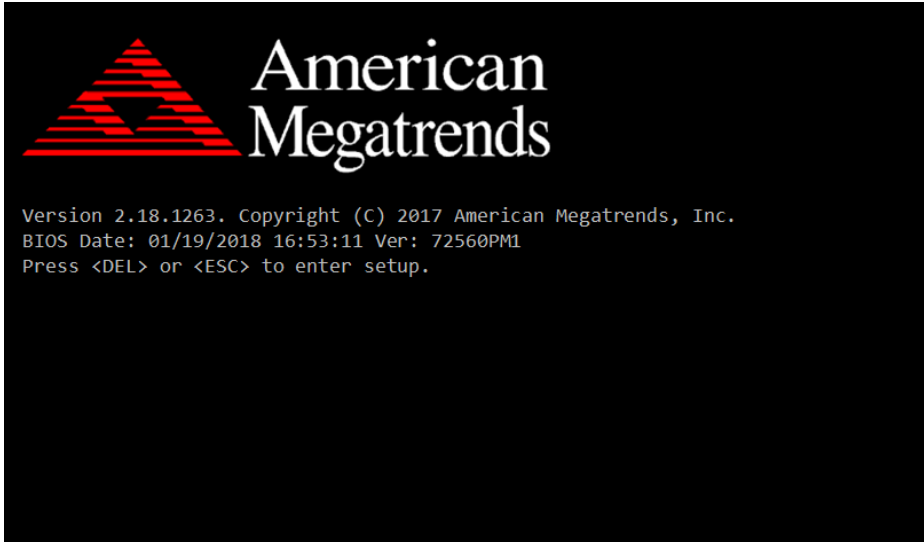 American
Megatrends
Version 2.18.1263. Copyright (C) 2017 American Megatrends, Inc.
BIOS Date: 01/19/2018 16:53:11 Ver: 72560PM1
Press <DEL> or <ESC> to enter setup.